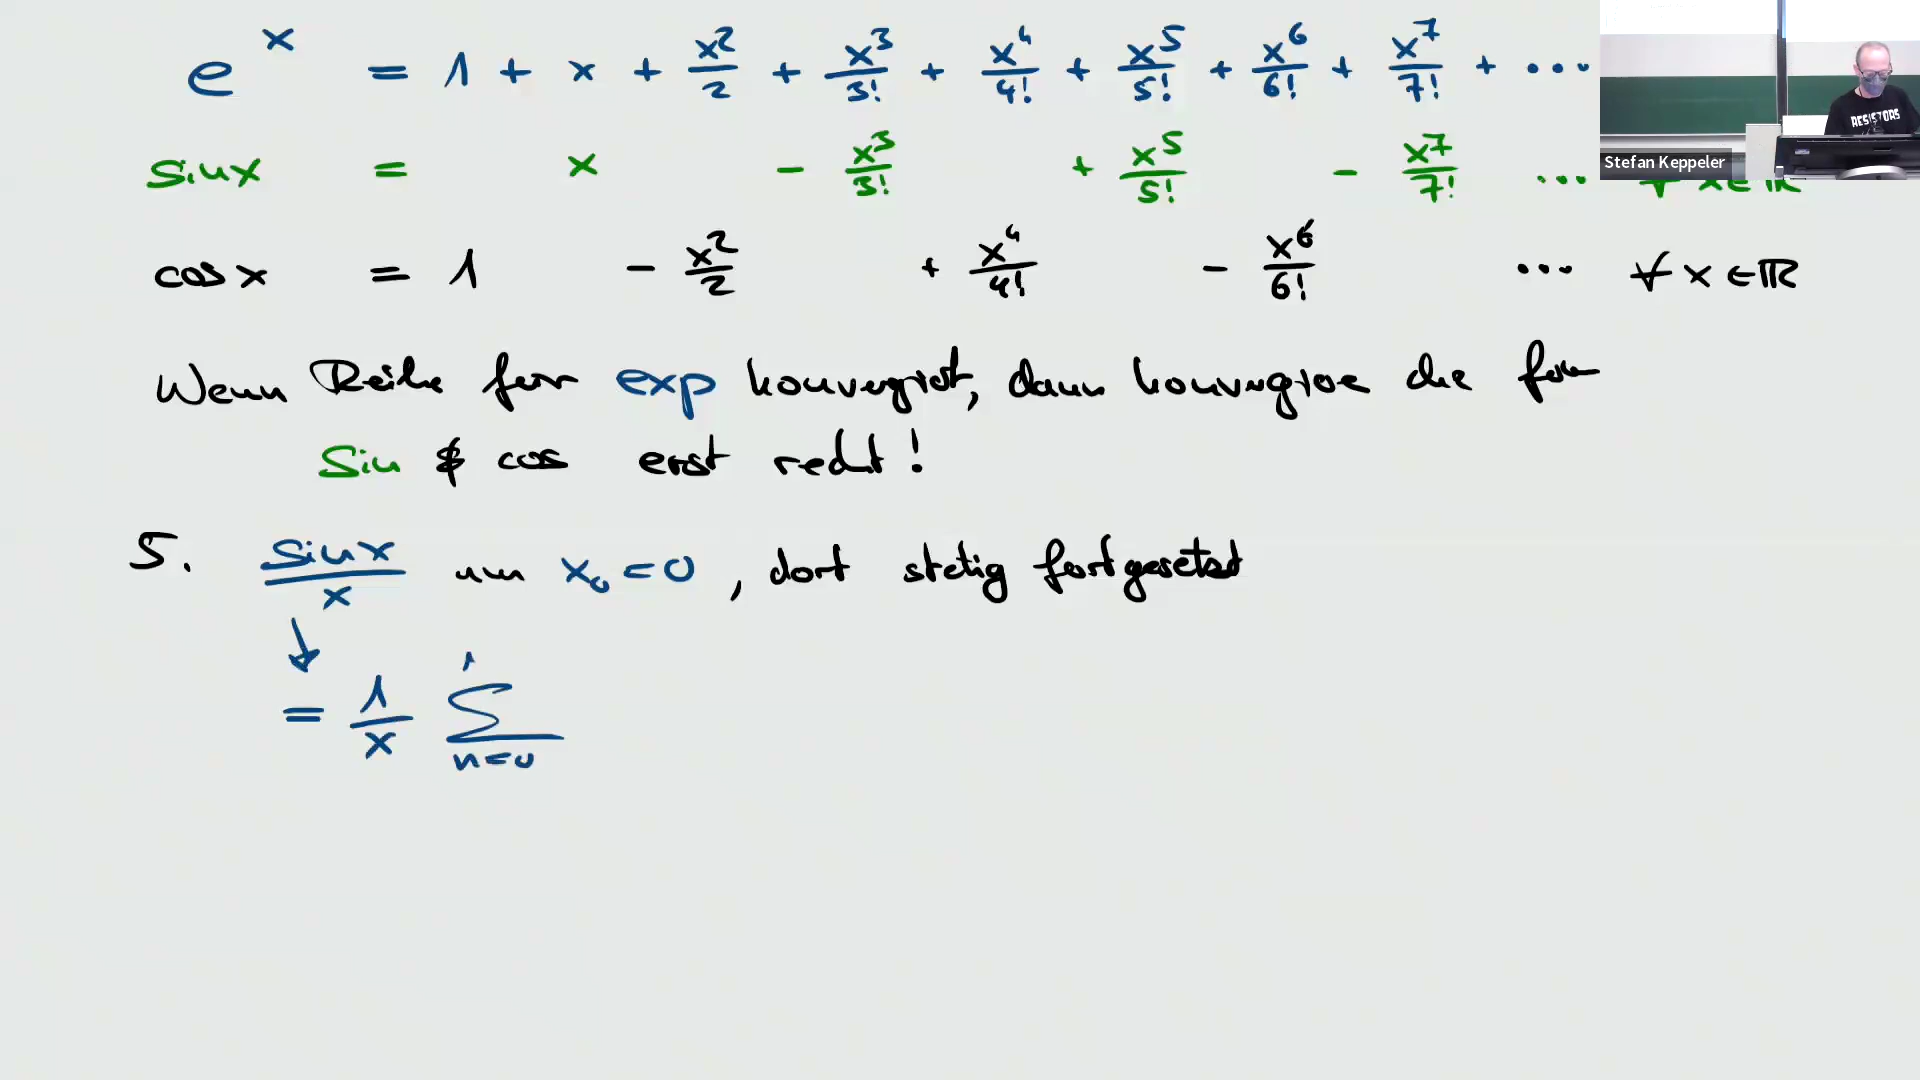 e^x = 1 + x + x²/2 + x³/3! + x⁴/4! + x⁵/5! + x⁶/6! + x⁷/7! + ...
RESISTORS
Stefan Keppeler
sin x = x - x³/3! + x⁵/5! - x⁷/7! ... ∀ x ∈ ℝ
cos x = 1 - x²/2 + x⁴/4! - x⁶/6! ... ∀ x ∈ ℝ
Wenn Reihe für exp konvergiert, dann konvergiere die für
sin & cos erst recht!
5. sin x/x um x₀ = 0, dort stetig fortgesetzt
↓
= 1/x ∑ n=0